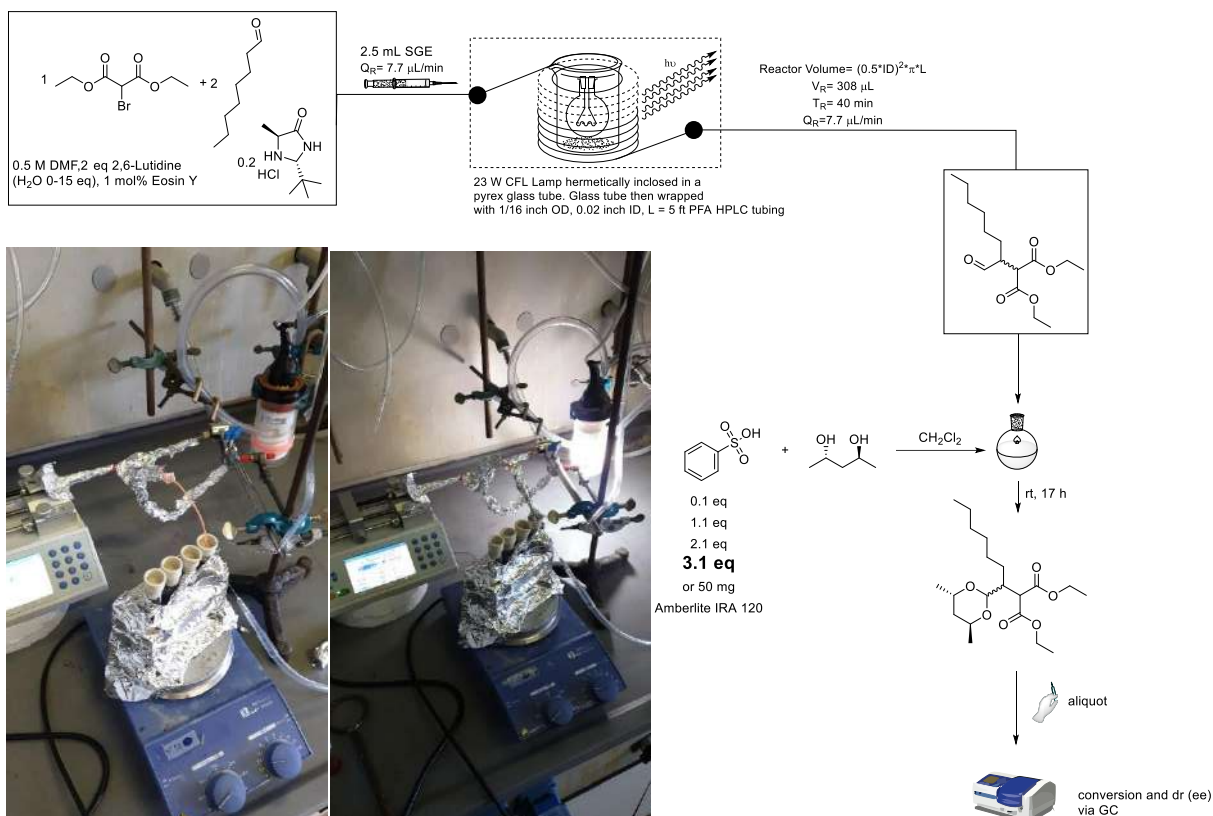 1
O
O
O
O
Br
+ 2
O
O
HN
NH
0.2
HCl
0.5 M DMF,2 eq 2,6-Lutidine
(H2O 0-15 eq), 1 mol% Eosin Y
2.5 mL SGE
QR= 7.7 μL/min
hυ
23 W CFL Lamp hermetically inclosed in a
pyrex glass tube. Glass tube then wrapped
with 1/16 inch OD, 0.02 inch ID, L = 5 ft PFA HPLC tubing
Reactor Volume= (0.5*ID)2*π*L
VR= 308 μL
TR= 40 min
QR=7.7 μL/min
O
O
O
O
O
O
S
OH
O
+
OH
OH
CH2Cl2
0.1 eq
1.1 eq
2.1 eq
3.1 eq
or 50 mg
Amberlite IRA 120
rt, 17 h
O
O
O
O
O
O
aliquot
conversion and dr (ee)
via GC